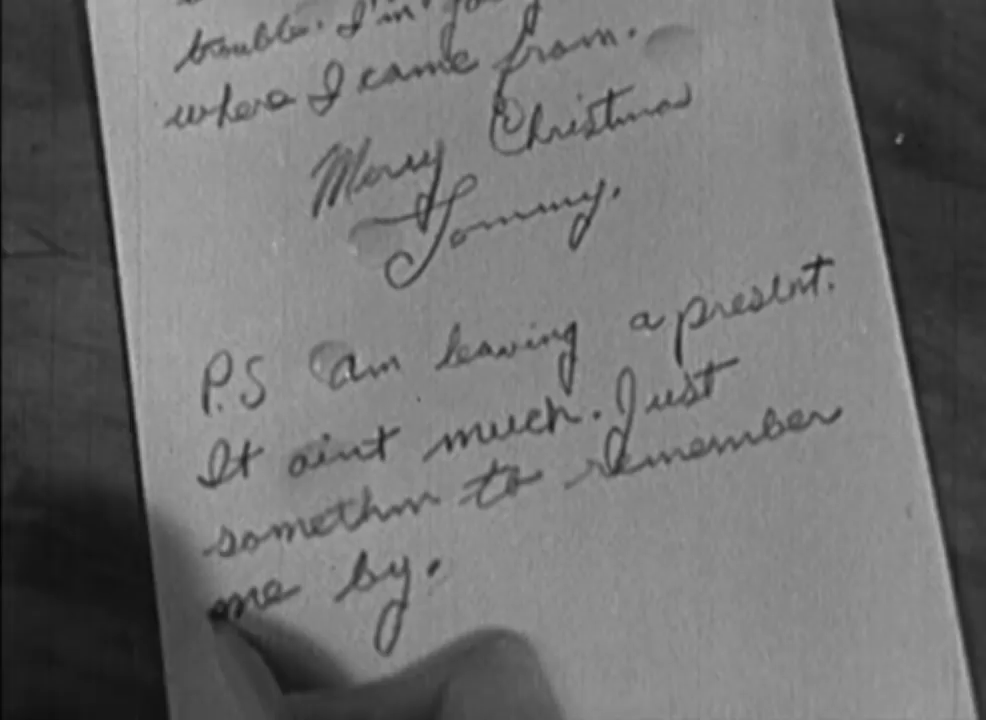 trouble. I'm
where I came from.
Merry Christmas
Tommy.
P.S Am leaving a present.
It aint much. Just
somethin to remember
me by.